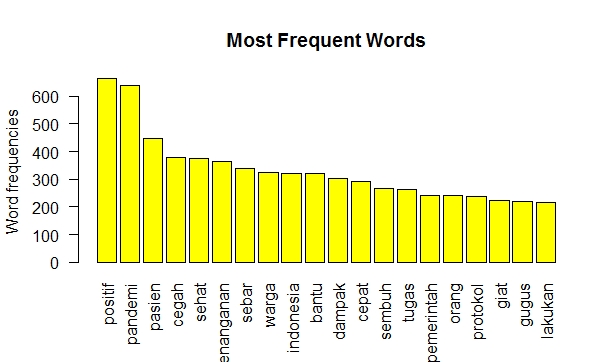 Most Frequent Words
Word frequencies
600
500
400
300
200
100
0
positif
pandemi
pasien
cegah
sehat
enanganan
sebar
warga
indonesia
bantu
dampak
cepat
sembuh
tugas
pemerintah
orang
protokol
giat
gugus
lakukan